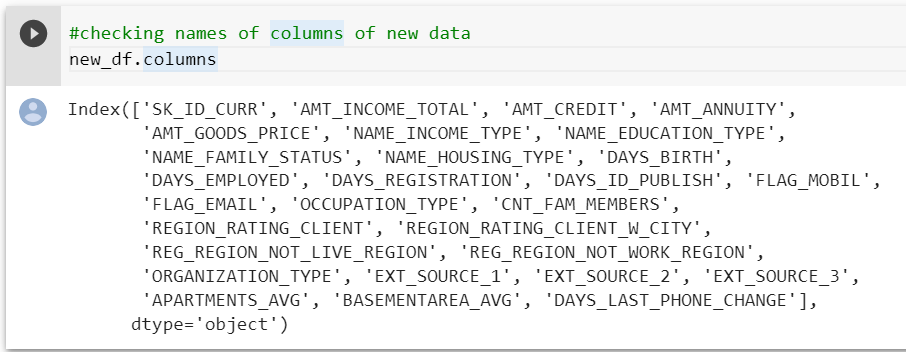 #checking names of columns of new data
new_df.columns
Index(['SK_ID_CURR', 'AMT_INCOME_TOTAL', 'AMT_CREDIT', 'AMT_ANNUITY',
'AMT_GOODS_PRICE', 'NAME_INCOME_TYPE', 'NAME_EDUCATION_TYPE',
'NAME_FAMILY_STATUS', 'NAME_HOUSING_TYPE', 'DAYS_BIRTH',
'DAYS_EMPLOYED', 'DAYS_REGISTRATION', 'DAYS_ID_PUBLISH', 'FLAG_MOBIL',
'FLAG_EMAIL', 'OCCUPATION_TYPE', 'CNT_FAM_MEMBERS',
'REGION_RATING_CLIENT', 'REGION_RATING_CLIENT_W_CITY',
'REG_REGION_NOT_LIVE_REGION', 'REG_REGION_NOT_WORK_REGION',
'ORGANIZATION_TYPE', 'EXT_SOURCE_1', 'EXT_SOURCE_2', 'EXT_SOURCE_3',
'APARTMENTS_AVG', 'BASEMENTAREA_AVG', 'DAYS_LAST_PHONE_CHANGE'],
dtype='object')